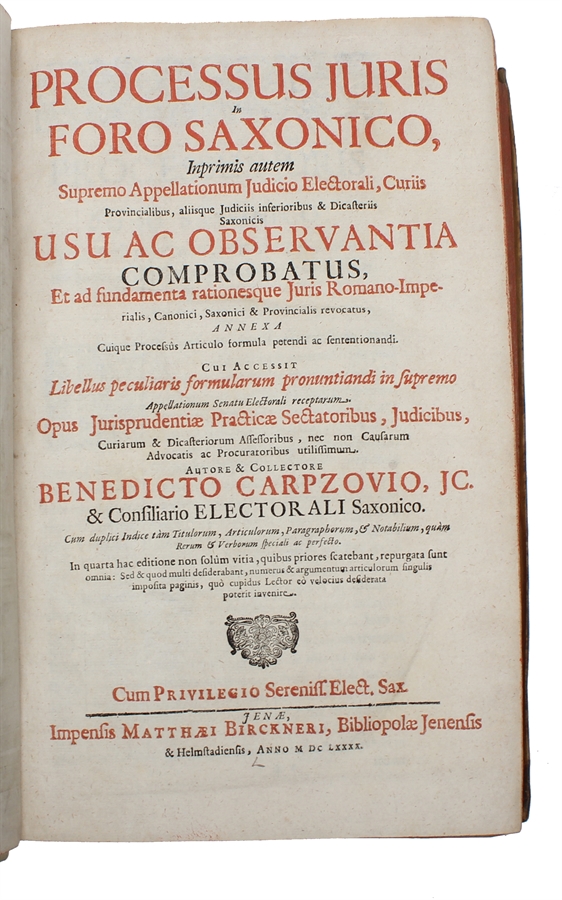 PROCESSUS JURIS
In
FORO SAXONICO,
Inprimis autem
Supremo Appellationum Judicio Electorali, Curiis
Provincialibus, aliisque Judiciis inferioribus & Dicasteriis
Saxonicis
USU AC OBSERVANTIA
COMPROBATUS,
Et ad fundamenta rationesque Juris Romano-Impe-
rialis, Canonici, Saxonici & Provincialis revocatus,
ANNEXA
Cuique Processûs Articulo formula petendi ac sententionandi.
CUI ACCESSIT
Libellus peculiaris formularum pronuntiandi in supremo
Appellationum Senatu Electorali receptarum.
Opus Jurisprudentiæ Practicæ Sectatoribus, Judicibus,
Curiarum & Dicasteriorum Assessoribus, nec non Causarum
Advocatis ac Procuratoribus utilissimum.
AUTORE & COLLECTORE
BENEDICTO CARPZOVIO, JC.
& Consiliario ELECTORALI Saxonico.
Cum duplici Indice tàm Titulorum, Articulorum, Paragraphorum, & Notabilium, quàm
Rerum & Verborum speciali ac perfecto.
In quarta hac editione non solùm vitia, quibus priores scatebant, repurgata sunt
omnia: Sed & quod multi desiderabant, numerus & argumentum articulorum singulis
imposita paginis, quò cupidus Lector eò velocius desiderata
poterit invenire.
Cum PRIVILEGIO Sereniss. Elect. Sax.
JENÆ,
Impensis MATTHÆI BIRCKNERI, Bibliopolæ Jenensis
& Helmstadiensis, ANNO M DC LXXXX.